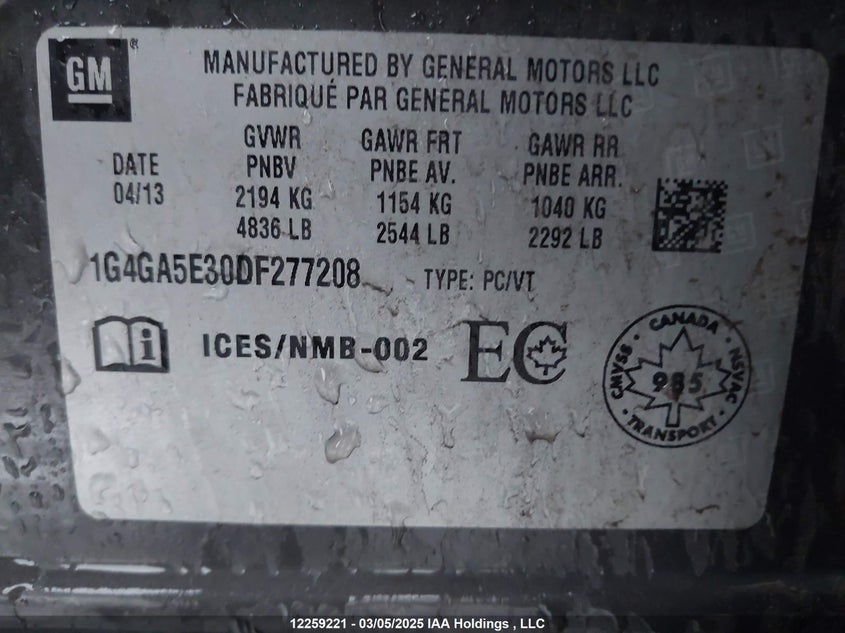 GM ®
MANUFACTURED BY GENERAL MOTORS LLC
FABRIQUÉ PAR GENERAL MOTORS LLC
DATE
04/13
GVWR
PNBV
2194 KG
4836 LB
GAWR FRT
PNBE AV.
1154 KG
2544 LB
GAWR RR
PNBE ARR.
1040 KG
2292 LB
1G4GA5E30DF277208 TYPE: PC/VT
i ICES/NMB-002 EC
CANADA
CMVSS 985 NSVAC
TRANSPORT
12259221 - 03/05/2025 IAA Holdings , LLC